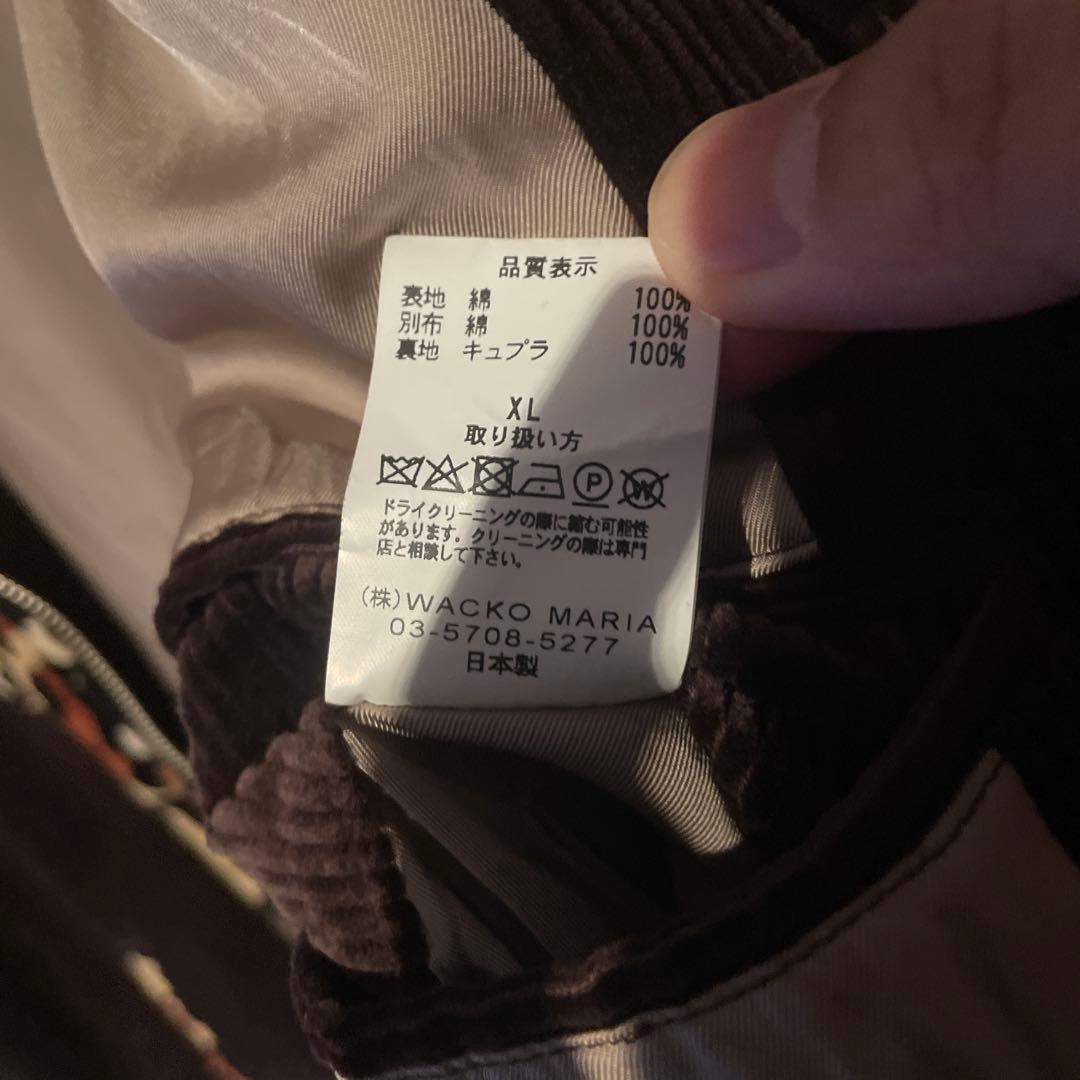 品質表示
表地 綿 100%
別布 綿 100%
裏地 キュプラ 100%
XL
取り扱い方
P W
ドライクリーニングの際に縮む可能性
があります。クリーニングの際は専門
店と相談して下さい。
(株)WACKO MARIA
03-5708-5277
日本製